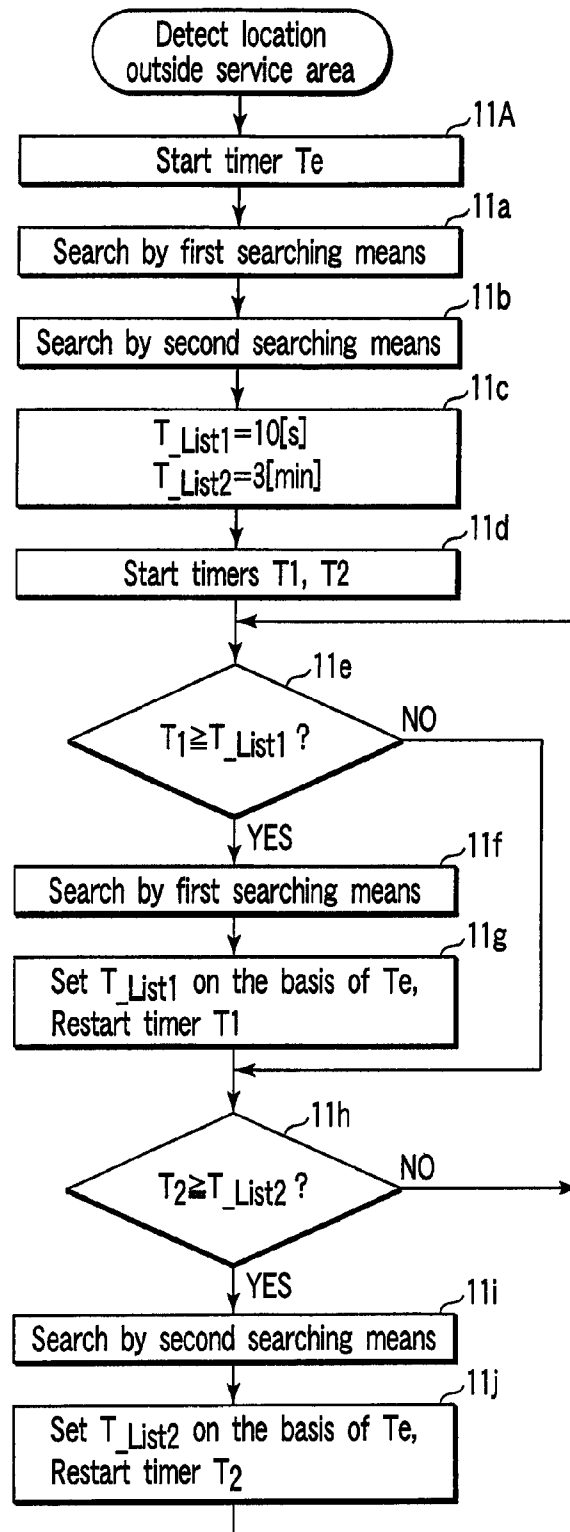 Detect location
outside service area
11A
Start timer Te
11a
Search by first searching means
11b
Search by second searching means
11c
T_List1=10[s]
T_List2=3[min]
11d
Start timers T1, T2
11e
T1≧T_List1 ?
NO
YES
11f
Search by first searching means
11g
Set T_List1 on the basis of Te,
Restart timer T1
11h
T2≧T_List2 ?
NO
YES
11i
Search by second searching means
11j
Set T_List2 on the basis of Te,
Restart timer T2